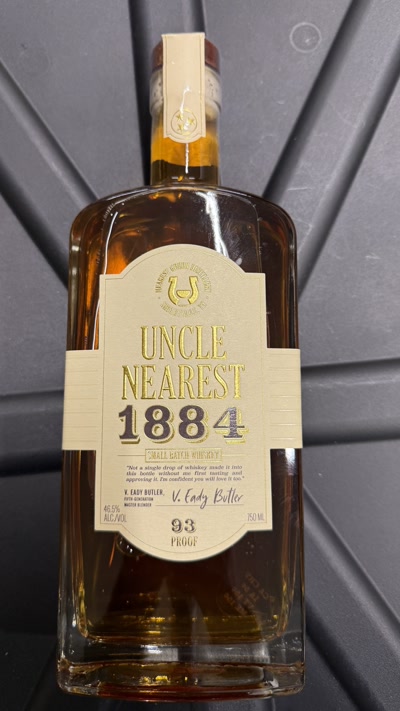 UNCLE
NEAREST
1884
SMALL BATCH WHISKEY
"Not a single drop of whiskey made it into
this bottle without me first tasting and
approving it. I'm confident you will love it too."
V. EADY BUTLER,
FIFTH GENERATION
MASTER BLENDER
V. Eady Butler
46.5%
ALC./VOL
750 ML
93
PROOF